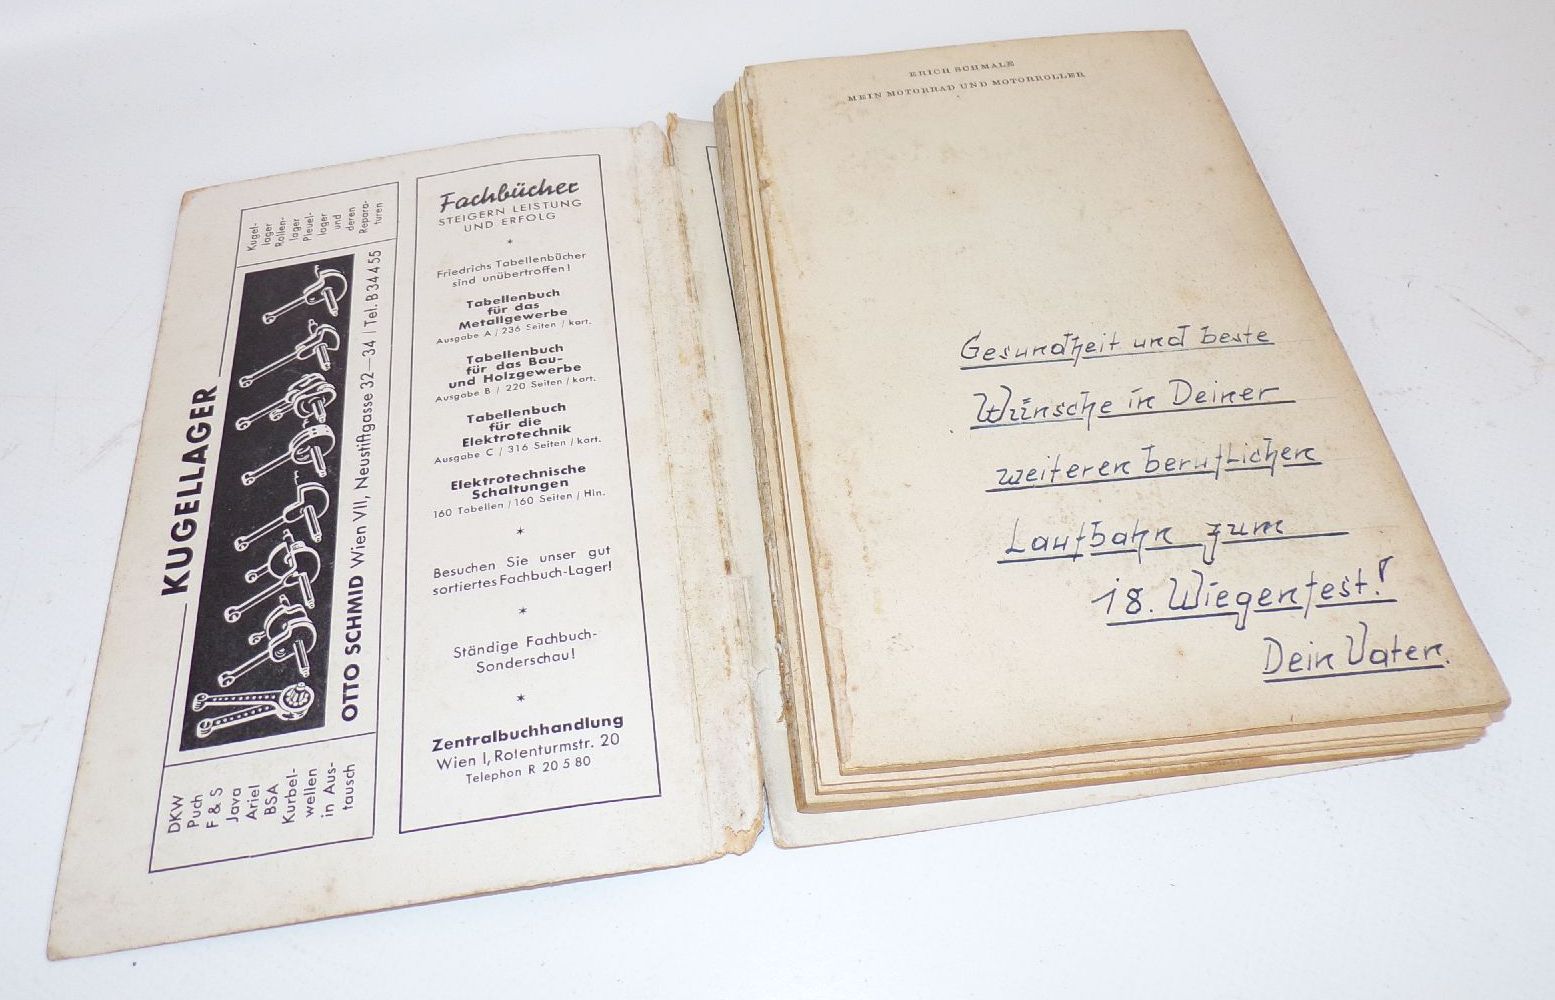 Kugel-
lager
Rollen-
lager
Pleuel-
lager
und
deren
Repara-
turen
KUGELLAGER
OTTO SCHMID Wien VII, Neustiftgasse 32—34 / Tel. B 34 4 55
DKW
Puch
F & S
Java
Ariel
BSA
Kurbel-
wellen
in Aus-
tausch
Fachbücher
STEIGERN LEISTUNG
UND ERFOLG
*
Friedrichs Tabellenbücher
sind unübertroffen!
Tabellenbuch
für das
Metallgewerbe
Ausgabe A / 236 Seiten / kart.
Tabellenbuch
für das Bau-
und Holzgewerbe
Ausgabe B / 220 Seiten / kart.
Tabellenbuch
für die
Elektrotechnik
Ausgabe C / 316 Seiten / kart.
Elektrotechnische
Schaltungen
160 Tabellen / 160 Seiten / Hln.
*
Besuchen Sie unser gut
sortiertes Fachbuch-Lager!
*
Ständige Fachbuch-
Sonderschau!
*
Zentralbuchhandlung
Wien I, Rotenturmstr. 20
Telephon R 20 5 80
ERICH SCHMALE
MEIN MOTORRAD UND MOTORROLLER
Gesundheit und beste
Wünsche in Deiner
weiteren beruflichen
Laufbahn zum
18. Wiegenfest!
Dein Vater.